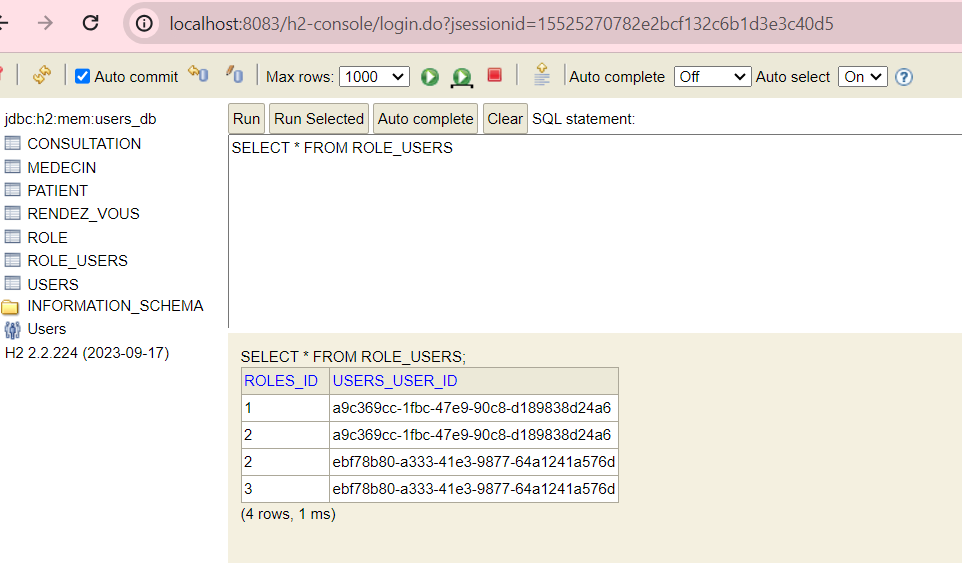 localhost:8083/h2-console/login.do?jsessionid=15525270782e2bcf132c6b1d3e3c40d5
Auto commit Max rows: 1000 Auto complete Off Auto select On
jdbc:h2:mem:users_db
CONSULTATION
MEDECIN
PATIENT
RENDEZ_VOUS
ROLE
ROLE_USERS
USERS
INFORMATION_SCHEMA
Users
H2 2.2.224 (2023-09-17)
Run Run Selected Auto complete Clear SQL statement:
SELECT * FROM ROLE_USERS
SELECT * FROM ROLE_USERS;
ROLES_ID USERS_USER_ID
1 a9c369cc-1fbc-47e9-90c8-d189838d24a6
2 a9c369cc-1fbc-47e9-90c8-d189838d24a6
2 ebf78b80-a333-41e3-9877-64a1241a576d
3 ebf78b80-a333-41e3-9877-64a1241a576d
(4 rows, 1 ms)